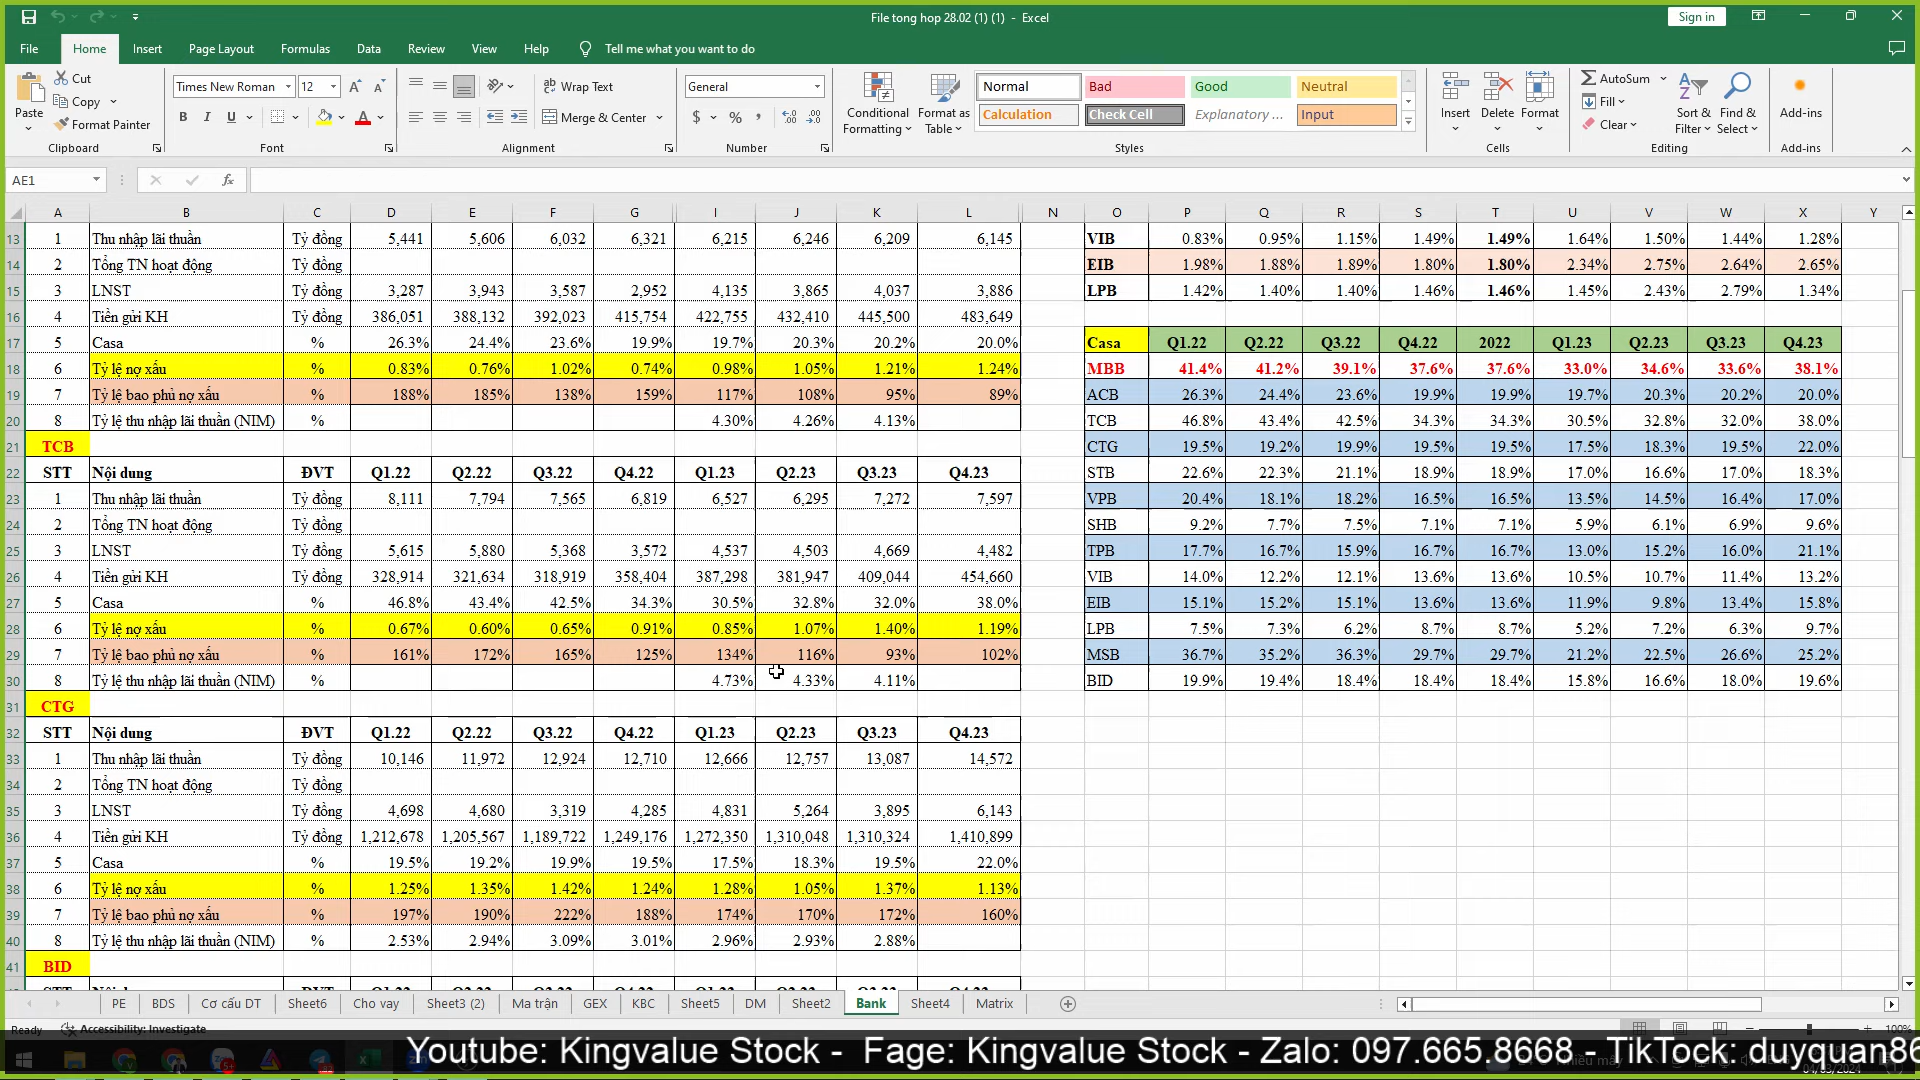 File tong hop 28.02 (1) (1) - Excel
Sign in
File Home Insert Page Layout Formulas Data Review View Help Tell me what you want to do
Paste Cut Copy Format Painter
Times New Roman 12
B I U
Wrap Text
Merge & Center
General
$ % ,
Conditional Formatting
Format as Table
Normal Bad Good Neutral
Calculation Check Cell Explanatory ... Input
Insert Delete Format
AutoSum
Fill
Clear
Sort & Filter
Find & Select
Add-ins
Clipboard Font Alignment Number Styles Cells Editing Add-ins
AE1 fx
A B C D E F G I J K L N O P Q R S T U V W X Y
13 1 Thu nhập lãi thuần Tỷ đồng 5,441 5,606 6,032 6,321 6,215 6,246 6,209 6,145 VIB 0.83% 0.95% 1.15% 1.49% 1.49% 1.64% 1.50% 1.44% 1.28%
14 2 Tổng TN hoạt động Tỷ đồng EIB 1.98% 1.88% 1.89% 1.80% 1.80% 2.34% 2.75% 2.64% 2.65%
15 3 LNST Tỷ đồng 3,287 3,943 3,587 2,952 4,135 3,865 4,037 3,886 LPB 1.42% 1.40% 1.40% 1.46% 1.46% 1.45% 2.43% 2.79% 1.34%
16 4 Tiền gửi KH Tỷ đồng 386,051 388,132 392,023 415,754 422,755 432,410 445,500 483,649
17 5 Casa % 26.3% 24.4% 23.6% 19.9% 19.7% 20.3% 20.2% 20.0% Casa Q1.22 Q2.22 Q3.22 Q4.22 2022 Q1.23 Q2.23 Q3.23 Q4.23
18 6 Tỷ lệ nợ xấu % 0.83% 0.76% 1.02% 0.74% 0.98% 1.05% 1.21% 1.24% MBB 41.4% 41.2% 39.1% 37.6% 37.6% 33.0% 34.6% 33.6% 38.1%
19 7 Tỷ lệ bao phủ nợ xấu % 188% 185% 138% 159% 117% 108% 95% 89% ACB 26.3% 24.4% 23.6% 19.9% 19.9% 19.7% 20.3% 20.2% 20.0%
20 8 Tỷ lệ thu nhập lãi thuần (NIM) % 4.30% 4.26% 4.13% TCB 46.8% 43.4% 42.5% 34.3% 34.3% 30.5% 32.8% 32.0% 38.0%
21 TCB CTG 19.5% 19.2% 19.9% 19.5% 19.5% 17.5% 18.3% 19.5% 22.0%
22 STT Nội dung ĐVT Q1.22 Q2.22 Q3.22 Q4.22 Q1.23 Q2.23 Q3.23 Q4.23 STB 22.6% 22.3% 21.1% 18.9% 18.9% 17.0% 16.6% 17.0% 18.3%
23 1 Thu nhập lãi thuần Tỷ đồng 8,111 7,794 7,565 6,819 6,527 6,295 7,272 7,597 VPB 20.4% 18.1% 18.2% 16.5% 16.5% 13.5% 14.5% 16.4% 17.0%
24 2 Tổng TN hoạt động Tỷ đồng SHB 9.2% 7.7% 7.5% 7.1% 7.1% 5.9% 6.1% 6.9% 9.6%
25 3 LNST Tỷ đồng 5,615 5,880 5,368 3,572 4,537 4,503 4,669 4,482 TPB 17.7% 16.7% 15.9% 16.7% 16.7% 13.0% 15.2% 16.0% 21.1%
26 4 Tiền gửi KH Tỷ đồng 328,914 321,634 318,919 358,404 387,298 381,947 409,044 454,660 VIB 14.0% 12.2% 12.1% 13.6% 13.6% 10.5% 10.7% 11.4% 13.2%
27 5 Casa % 46.8% 43.4% 42.5% 34.3% 30.5% 32.8% 32.0% 38.0% EIB 15.1% 15.2% 15.1% 13.6% 13.6% 11.9% 9.8% 13.4% 15.8%
28 6 Tỷ lệ nợ xấu % 0.67% 0.60% 0.65% 0.91% 0.85% 1.07% 1.40% 1.19% LPB 7.5% 7.3% 6.2% 8.7% 8.7% 5.2% 7.2% 6.3% 9.7%
29 7 Tỷ lệ bao phủ nợ xấu % 161% 172% 165% 125% 134% 116% 93% 102% MSB 36.7% 35.2% 36.3% 29.7% 29.7% 21.2% 22.5% 26.6% 25.2%
30 8 Tỷ lệ thu nhập lãi thuần (NIM) % 4.73% 4.33% 4.11% BID 19.9% 19.4% 18.4% 18.4% 18.4% 15.8% 16.6% 18.0% 19.6%
31 CTG
32 STT Nội dung ĐVT Q1.22 Q2.22 Q3.22 Q4.22 Q1.23 Q2.23 Q3.23 Q4.23
33 1 Thu nhập lãi thuần Tỷ đồng 10,146 11,972 12,924 12,710 12,666 12,757 13,087 14,572
34 2 Tổng TN hoạt động Tỷ đồng
35 3 LNST Tỷ đồng 4,698 4,680 3,319 4,285 4,831 5,264 3,895 6,143
36 4 Tiền gửi KH Tỷ đồng 1,212,678 1,205,567 1,189,722 1,249,176 1,272,350 1,310,048 1,310,324 1,410,899
37 5 Casa % 19.5% 19.2% 19.9% 19.5% 17.5% 18.3% 19.5% 22.0%
38 6 Tỷ lệ nợ xấu % 1.25% 1.35% 1.42% 1.24% 1.28% 1.05% 1.37% 1.13%
39 7 Tỷ lệ bao phủ nợ xấu % 197% 190% 222% 188% 174% 170% 172% 160%
40 8 Tỷ lệ thu nhập lãi thuần (NIM) % 2.53% 2.94% 3.09% 3.01% 2.96% 2.93% 2.88%
41 BID
PE BDS Cơ cấu DT Sheet6 Cho vay Sheet3 (2) Ma trận GEX KBC Sheet5 DM Sheet2 Bank Sheet4 Matrix
Ready Accessibility: Investigate 100%
Youtube: Kingvalue Stock - Fage: Kingvalue Stock - Zalo: 097.665.8668 - TikTock: duyquan86
04/03/2024